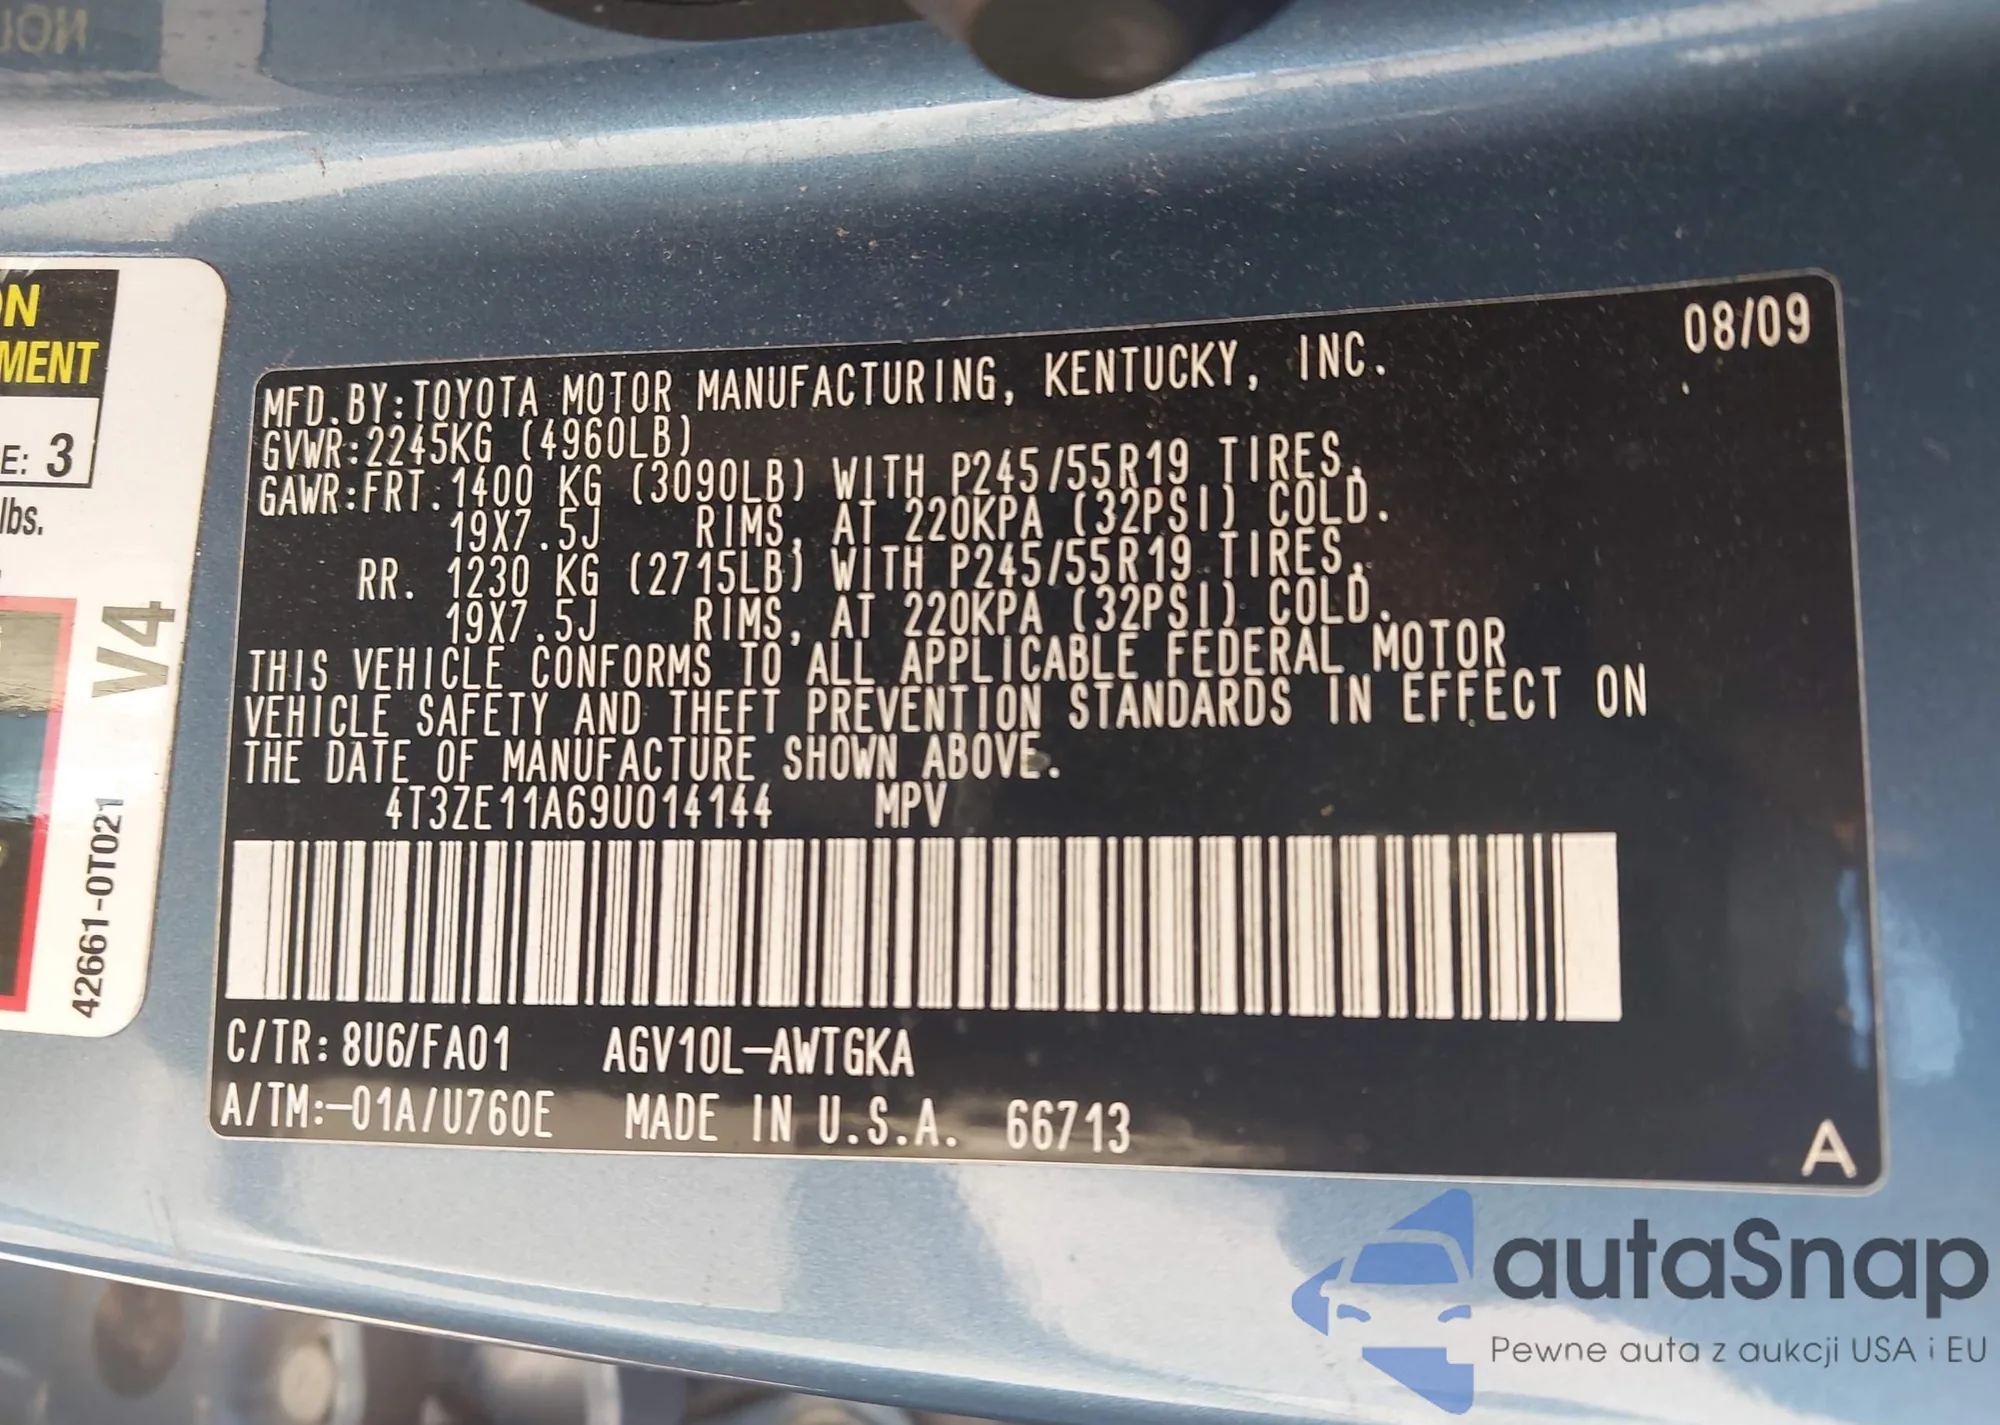 ON
MENT
E: 3
lbs.
V4
42661-0T021
08/09
MFD.BY:TOYOTA MOTOR MANUFACTURING, KENTUCKY, INC.
GVWR:2245KG (4960LB)
GAWR:FRT.1400 KG (3090LB) WITH P245/55R19 TIRES,
19X7.5J RIMS, AT 220KPA (32PSI) COLD.
RR. 1230 KG (2715LB) WITH P245/55R19 TIRES,
19X7.5J RIMS, AT 220KPA (32PSI) COLD.
THIS VEHICLE CONFORMS TO ALL APPLICABLE FEDERAL MOTOR
VEHICLE SAFETY AND THEFT PREVENTION STANDARDS IN EFFECT ON
THE DATE OF MANUFACTURE SHOWN ABOVE.
4T3ZE11A69U014144 MPV
C/TR: 8U6/FA01 AGV10L-AWTGKA
A/TM:-01A/U760E MADE IN U.S.A. 66713
A
autaSnap
Pewne auta z aukcji USA i EU